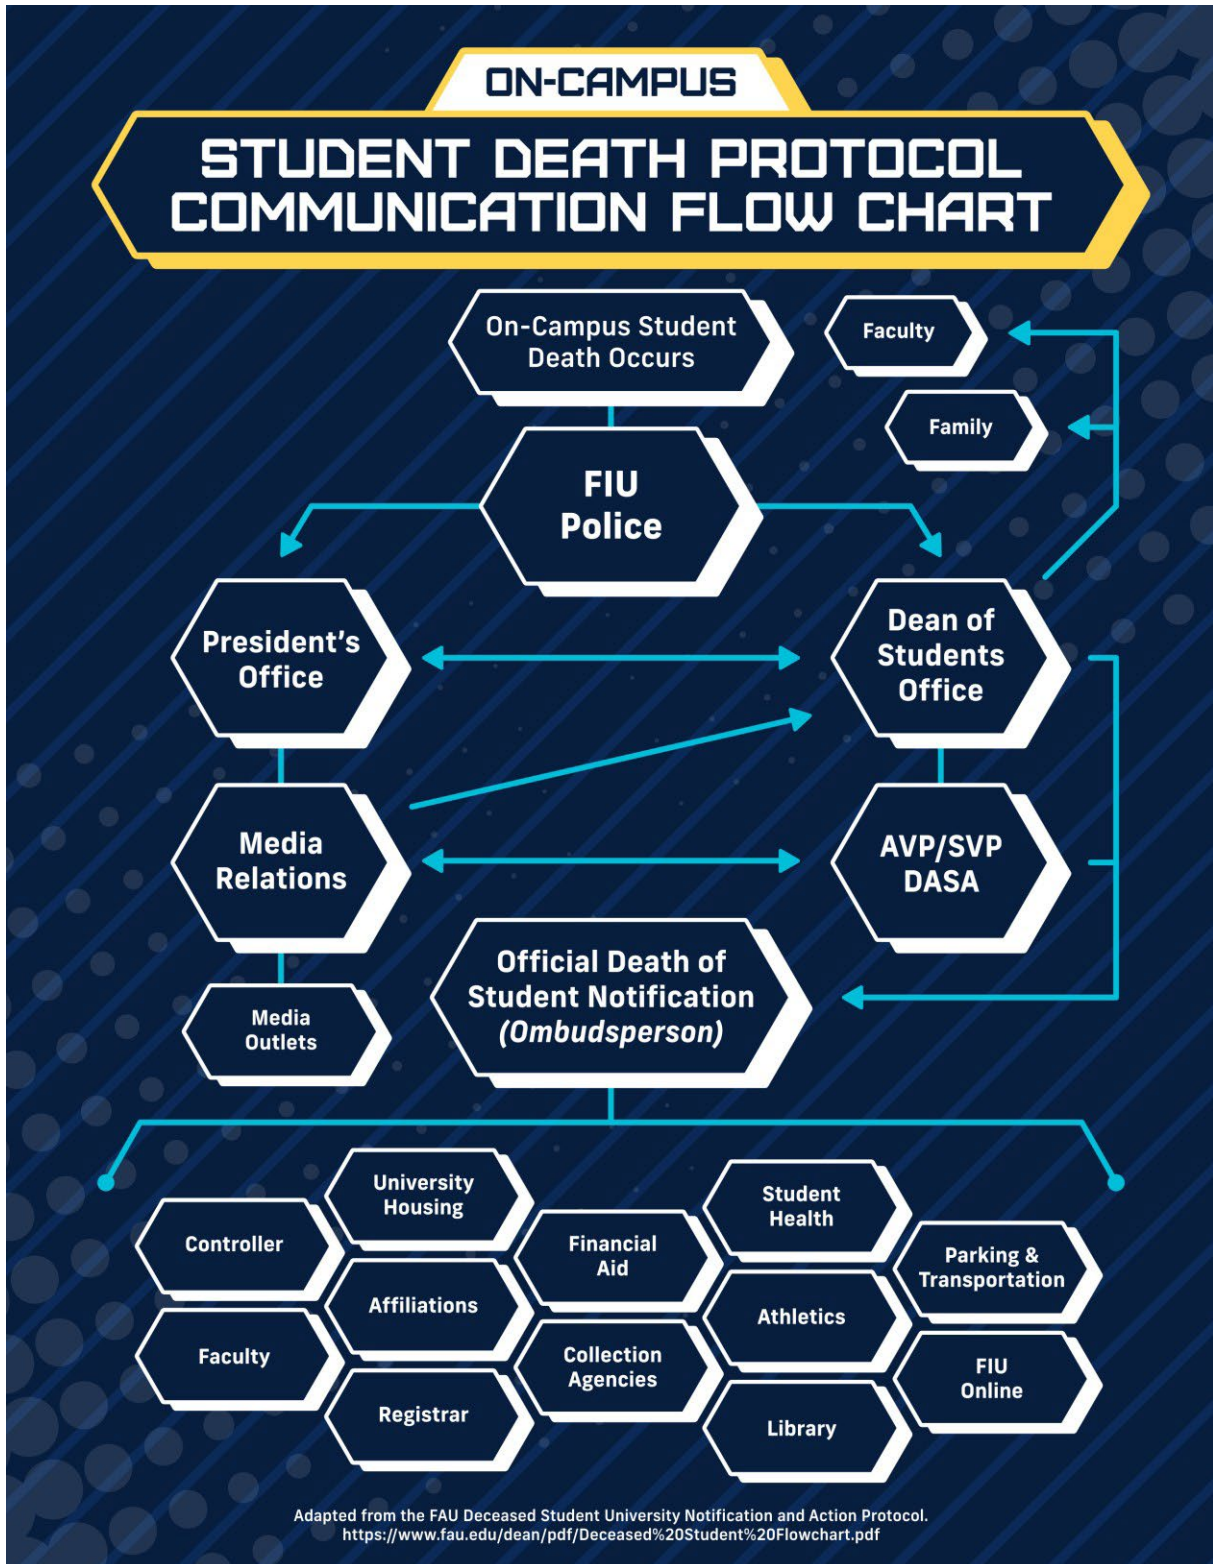 ON-CAMPUS
STUDENT DEATH PROTOCOL
COMMUNICATION FLOW CHART
On-Campus Student
Death Occurs
Faculty
Family
FIU
Police
President's
Office
Dean of
Students
Office
Media
Relations
AVP/SVP
DASA
Official Death of
Student Notification
(Ombudsperson)
Media
Outlets
University
Housing
Student
Health
Controller
Financial
Aid
Parking &
Transportation
Affiliations
Athletics
Faculty
Collection
Agencies
FIU
Online
Registrar
Library
Adapted from the FAU Deceased Student University Notification and Action Protocol.
https://www.fau.edu/dean/pdf/Deceased%20Student%20Flowchart.pdf